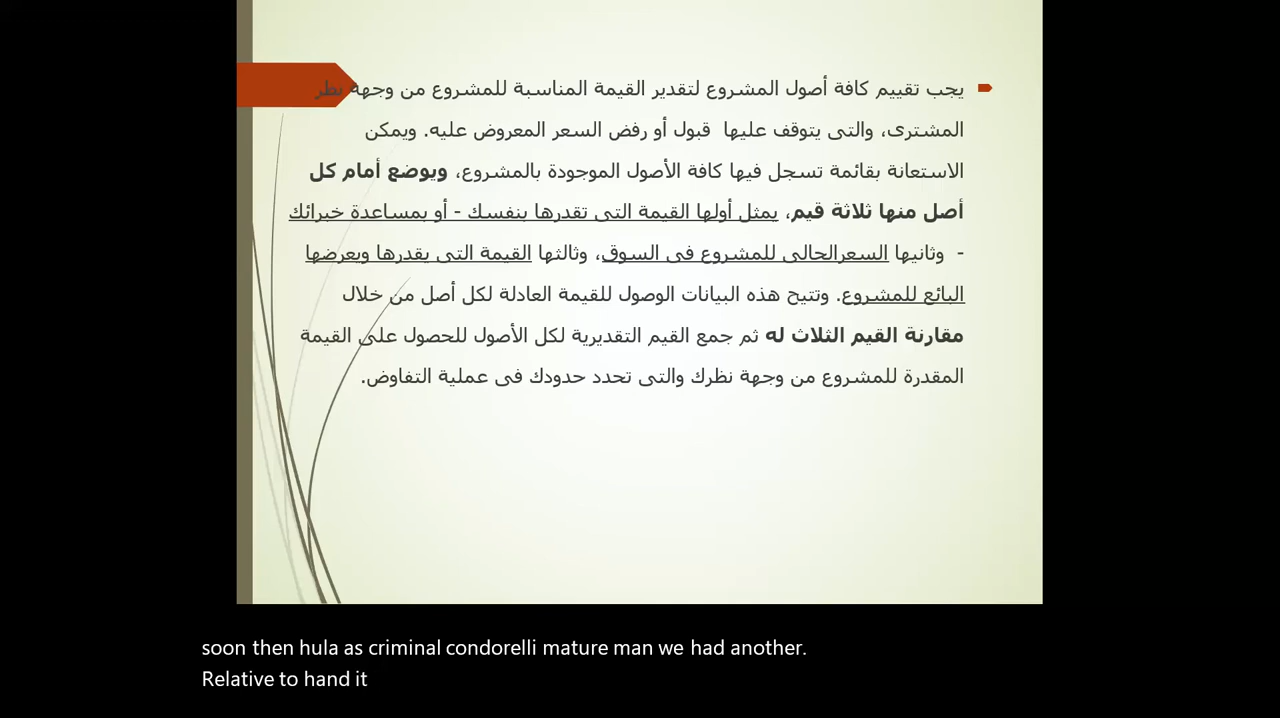 يجب تقييم كافة أصول المشروع لتقدير القيمة المناسبة للمشروع من وجهة نظر
المشترى، والتى يتوقف عليها قبول أو رفض السعر المعروض عليه. ويمكن
الاستعانة بقائمة تسجل فيها كافة الأصول الموجودة بالمشروع، ويوضع أمام كل
أصل منها ثلاثة قيم، يمثل أولها القيمة التى تقدرها بنفسك - أو بمساعدة خبرائك
- وثانيها السعرالحالى للمشروع فى السوق، وثالثها القيمة التى يقدرها ويعرضها
البائع للمشروع. وتتيح هذه البيانات الوصول للقيمة العادلة لكل أصل من خلال
مقارنة القيم الثلاث له ثم جمع القيم التقديرية لكل الأصول للحصول على القيمة
المقدرة للمشروع من وجهة نظرك والتى تحدد حدودك فى عملية التفاوض.
soon then hula as criminal condorelli mature man we had another.
Relative to hand it